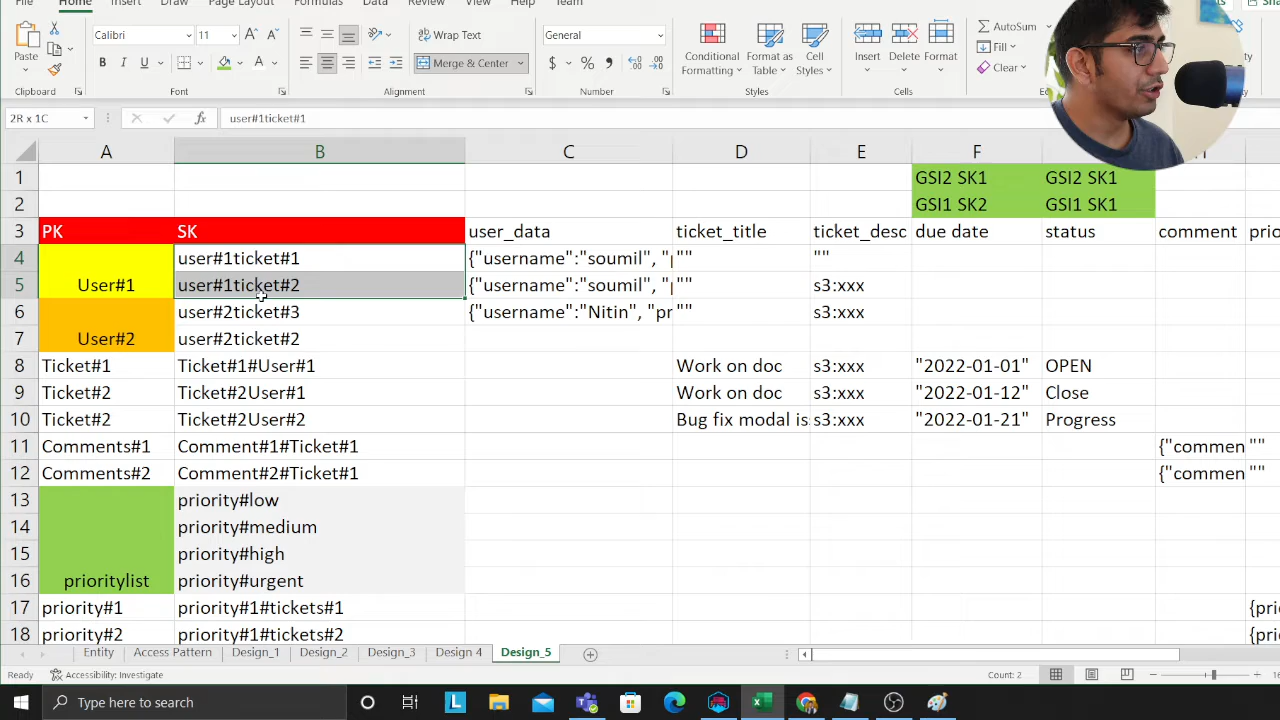 File Home Insert Draw Page Layout Formulas Data Review View Help Team
Calibri 11 Wrap Text General AutoSum
Paste B I U Merge & Center $ % Conditional Formatting Format as Table Cell Styles Insert Delete Format Fill Clear
Clipboard Font Alignment Number Styles Cells
2R x 1C fx user#1ticket#1
A B C D E F
1 GSI2 SK1 GSI2 SK1
2 GSI1 SK2 GSI1 SK1
3 PK SK user_data ticket_title ticket_desc due date status comment prio
4 user#1ticket#1 {"username":"soumil", "p "" ""
5 User#1 user#1ticket#2 {"username":"soumil", "p "" s3:xxx
6 user#2ticket#3 {"username":"Nitin", "pr "" s3:xxx
7 User#2 user#2ticket#2
8 Ticket#1 Ticket#1#User#1 Work on doc s3:xxx "2022-01-01" OPEN
9 Ticket#2 Ticket#2User#1 Work on doc s3:xxx "2022-01-12" Close
10 Ticket#2 Ticket#2User#2 Bug fix modal is s3:xxx "2022-01-21" Progress
11 Comments#1 Comment#1#Ticket#1 {"commen ""
12 Comments#2 Comment#2#Ticket#1 {"commen ""
13 priority#low
14 priority#medium
15 priority#high
16 prioritylist priority#urgent
17 priority#1 priority#1#tickets#1 {prio
18 priority#2 priority#1#tickets#2 {prio
Entity Access Pattern Design_1 Design_2 Design_3 Design 4 Design_5
Ready Accessibility: Investigate Count: 2
Type here to search